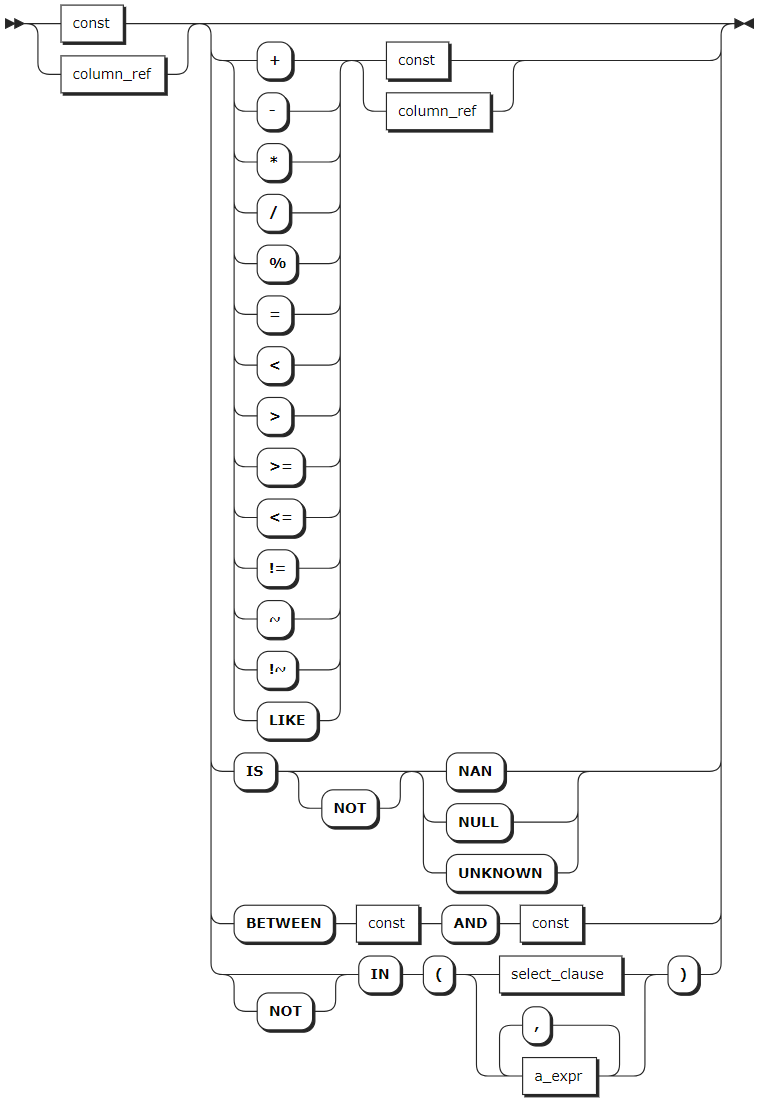 const
column_ref
+ const
- column_ref
*
/
%
=
<
>
>=
<=
!=
~
!~
LIKE
IS NAN
NOT
NULL
UNKNOWN
BETWEEN const AND const
IN ( select_clause )
NOT
,
a_expr